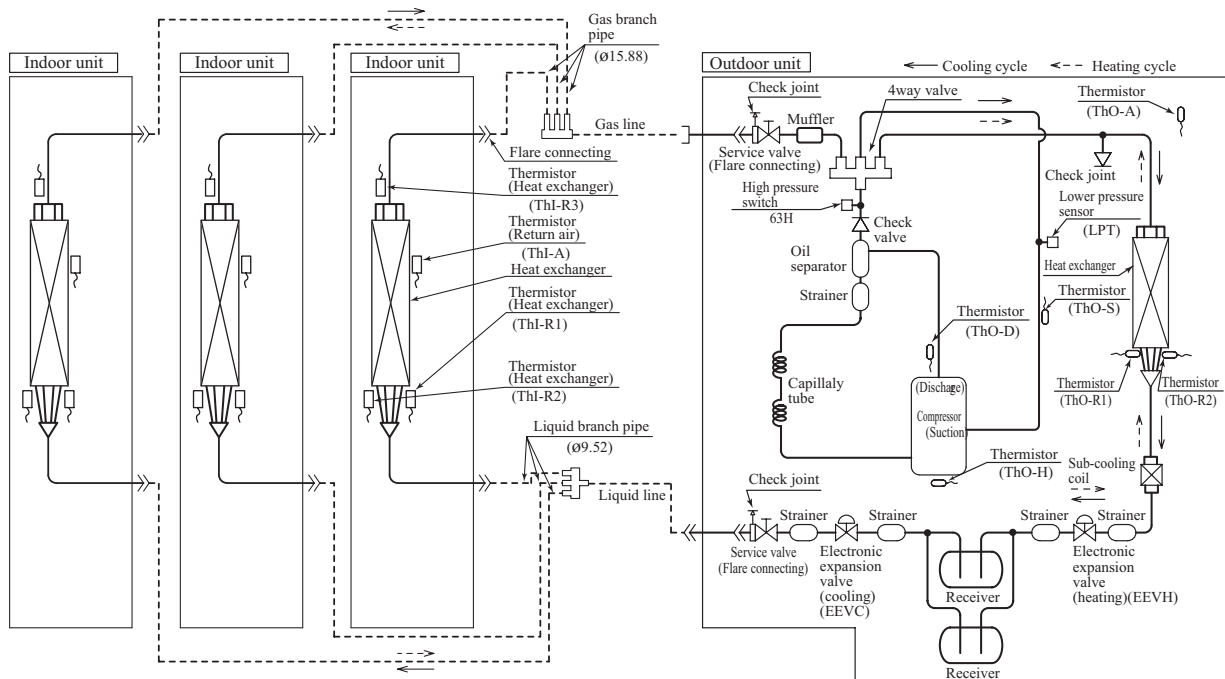 Indoor unit
Indoor unit
Indoor unit
Gas branch
pipe
(ø15.88)
Gas line
Flare connecting
Thermistor
(Heat exchanger)
(ThI-R3)
Thermistor
(Return air)
(ThI-A)
Heat exchanger
Thermistor
(Heat exchanger)
(ThI-R1)
Thermistor
(Heat exchanger)
(ThI-R2)
Liquid branch pipe
(ø9.52)
Liquid line
Outdoor unit
Cooling cycle
Heating cycle
Check joint
4way valve
Thermistor
(ThO-A)
Muffler
Service valve
(Flare connecting)
Check joint
High pressure
switch
63H
Check
valve
Lower pressure
sensor
(LPT)
Oil
separator
Heat exchanger
Strainer
Thermistor
(ThO-S)
Thermistor
(ThO-D)
Capillaly
tube
(Dischage)
Compressor
(Suction)
Thermistor
(ThO-R1)
Thermistor
(ThO-R2)
Thermistor
(ThO-H)
Sub-cooling
coil
Check joint
Strainer
Strainer
Strainer
Strainer
Service valve
(Flare connecting)
Electronic
expansion
valve
(cooling)
(EEVC)
Receiver
Electronic
expansion
valve
(heating)(EEVH)
Receiver